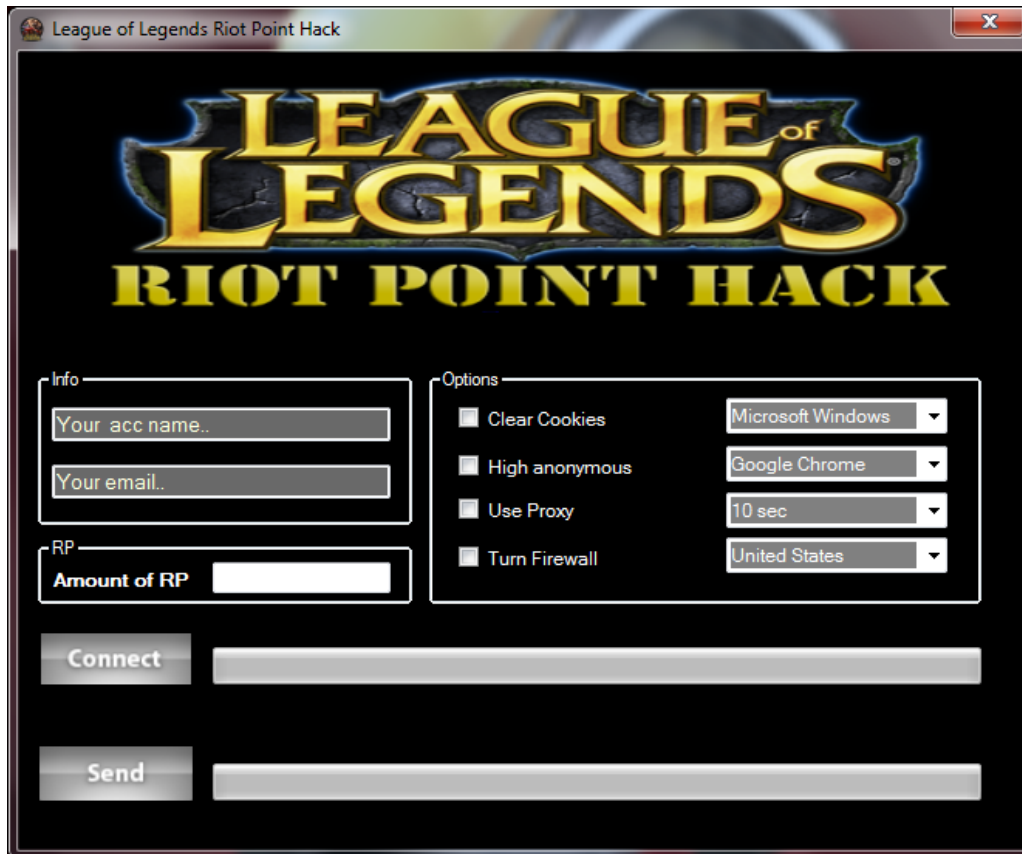 League of Legends Riot Point Hack
x
LEAGUE of
LEGENDS
RIOT POINT HACK
Info
Your acc name..
Your email..
RP
Amount of RP
Options
Clear Cookies
Microsoft Windows
High anonymous
Google Chrome
Use Proxy
10 sec
Turn Firewall
United States
Connect
Send